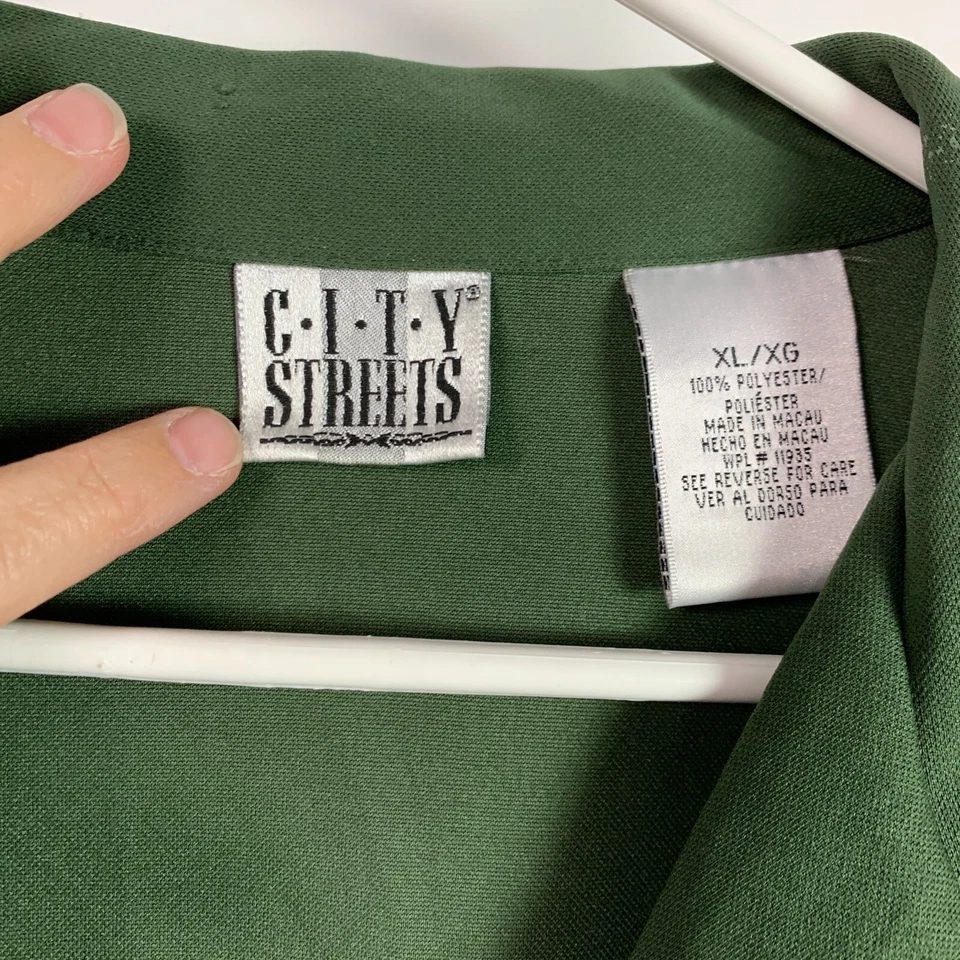 C·I·T·Y®
STREETS
XL/XG
100% POLYESTER/
POLIÉSTER
MADE IN MACAU
HECHO EN MACAU
WPL # 11935
SEE REVERSE FOR CARE
VER AL DORSO PARA
CUIDADO